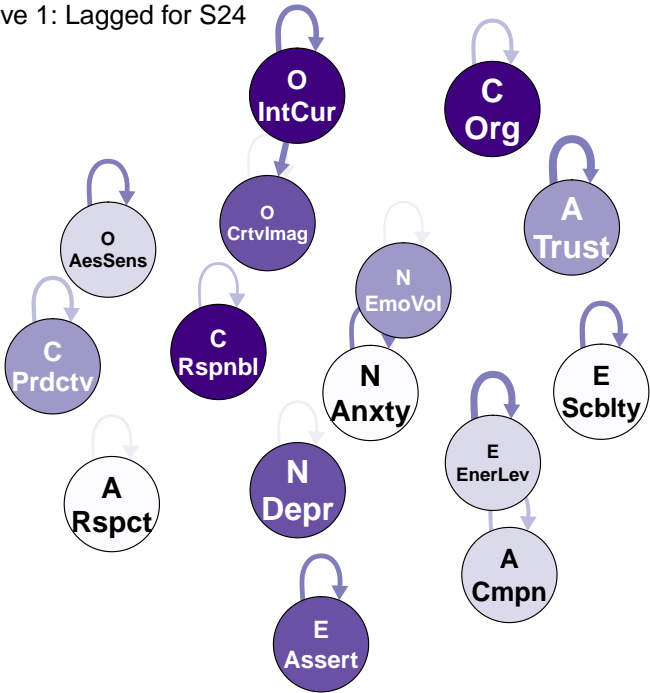 ve 1: Lagged for S24
O
IntCur
C
Org
O
CrtvImag
A
Trust
O
AesSens
N
EmoVol
C
Prdctv
C
Rspnbl
N
Anxty
E
Scblty
E
EnerLev
A
Rspct
N
Depr
A
Cmpn
E
Assert